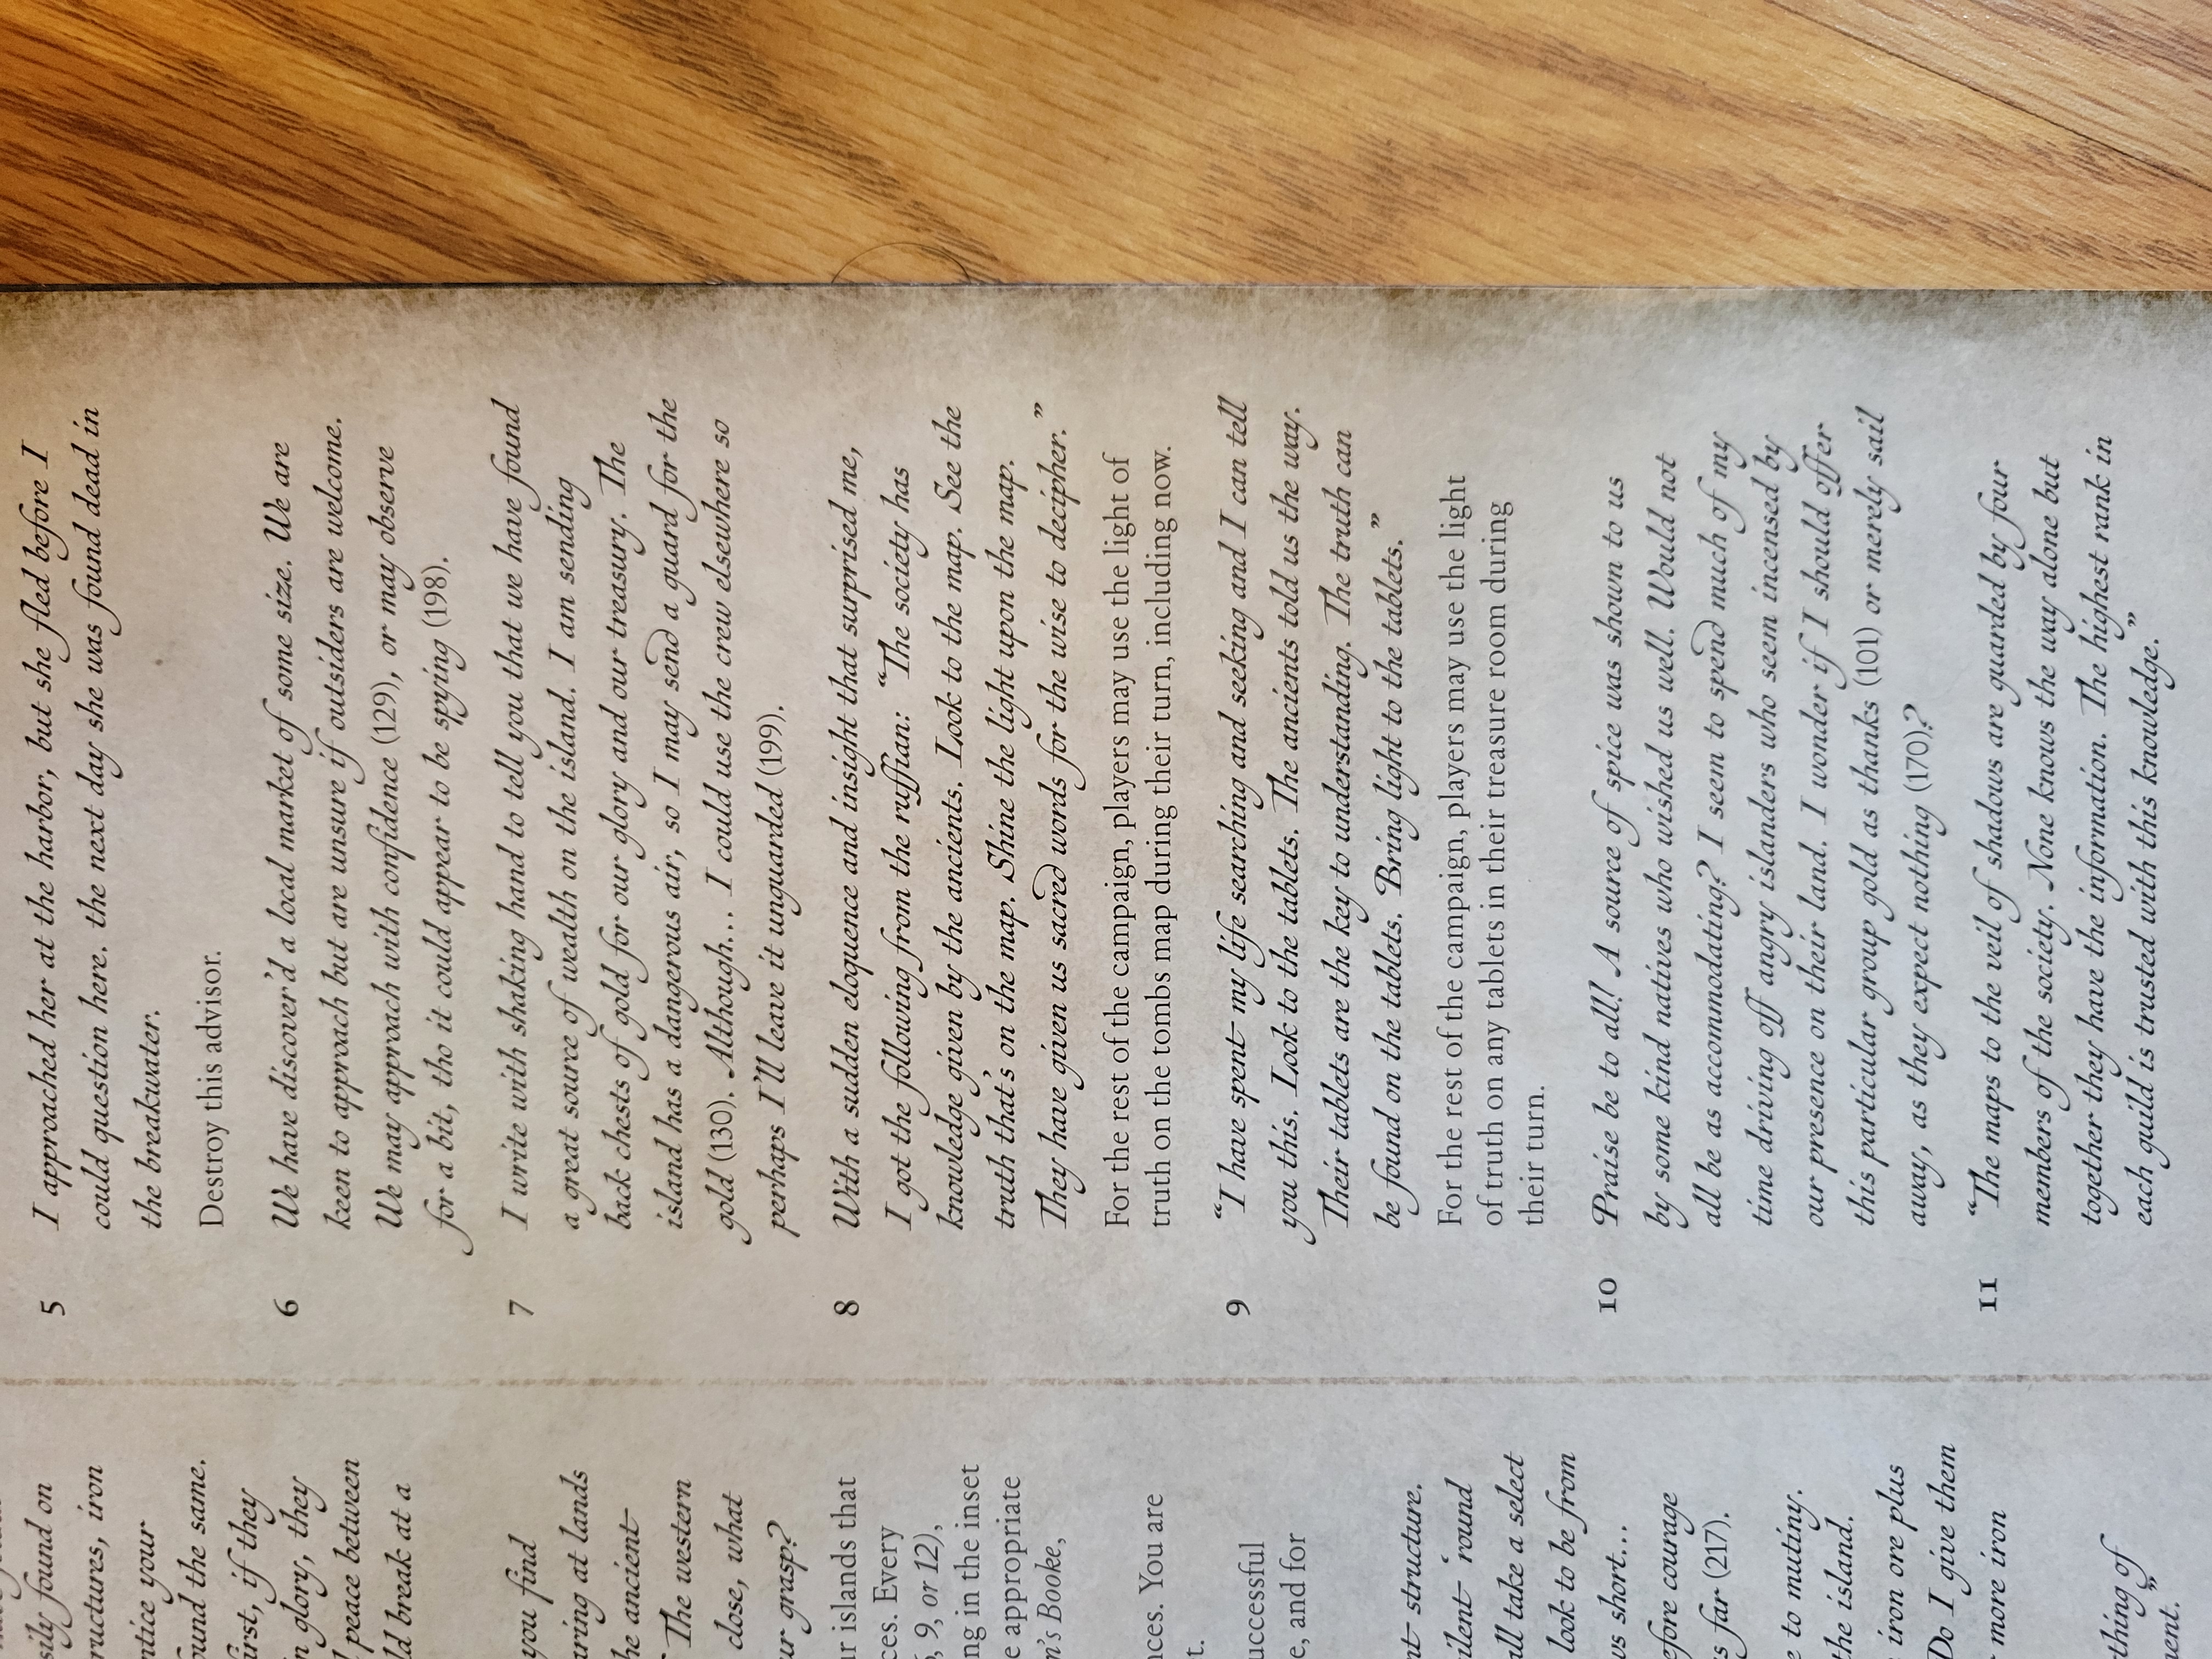 found on
iron
your
the same.
if they
glory, they
peace between
break at a
you find
at lands
ancient
The western
close, what
grasp?
islands that
Every
9, or 12),
in the inset
appropriate
Booke,
You are
and for
structure.
‘round
take a select
look to be from
short...
courage
far (217).
to mutiny.
the island.
iron ore plus
Do I give them
more iron
of
5 I approached her at the harbor, but she fled before I
could question here. the next day she was found dead in
the breakwater.
Destroy this advisor.
6 We have discover’d a local market of some size. We are
keen to approach but are unsure if outsiders are welcome.
We may approach with confidence (129), or may observe
for a bit, tho it could appear to be spying (198).
7 I write with shaking hand to tell you that we have found
a great source of wealth on the island. I am sending
back chests of gold for our glory and our treasury. The
island has a dangerous air, so I may send a guard for the
gold (130). Although... I could use the crew elsewhere so
perhaps I’ll leave it unguarded (199).
8 With a sudden eloquence and insight that surprised me,
I got the following from the ruffian: “The society has
knowledge given by the ancients. Look to the map. See the
truth that’s on the map. Shine the light upon the map.
They have given us sacred words for the wise to decipher.”
For the rest of the campaign, players may use the light of
truth on the tombs map during their turn, including now.
9 “I have spent my life searching and seeking and I can tell
you this. Look to the tablets. The ancients told us the way.
Their tablets are the key to understanding. The truth can
be found on the tablets. Bring light to the tablets.”
For the rest of the campaign, players may use the light
of truth on any tablets in their treasure room during
their turn.
10 Praise be to all! A source of spice was shown to us
by some kind natives who wished us well. Would not
all be as accommodating? I seem to spend much of my
time driving off angry islanders who seem incensed by
our presence on their land. I wonder if I should offer
this particular group gold as thanks (101) or merely sail
away, as they expect nothing (170)?
11 “The maps to the veil of shadows are guarded by four
members of the society. None knows the way alone but
together they have the information. The highest rank in
each guild is trusted with this knowledge.”